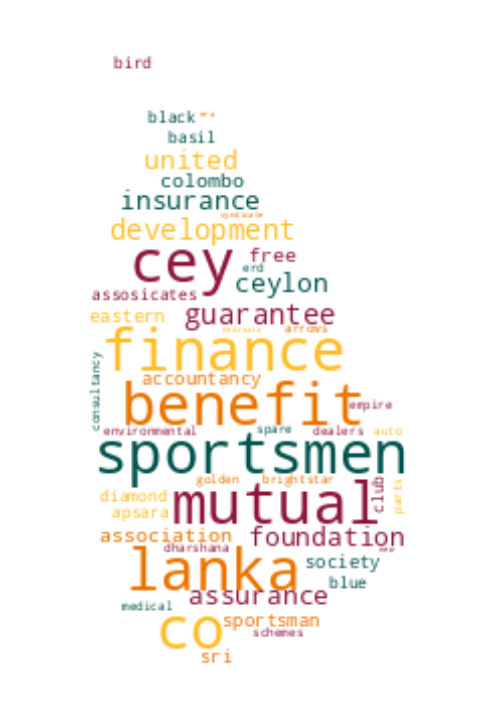 bird
black
basil
united
colombo
insurance
syndicate
development
cey free
erd
ceylon
assosicates
eastern guarantee
arrows
finance
consultancy
accountancy
benefit empire
environmental spare dealers auto
sportsmen
golden brightstar
diamond mutual club parts
apsara
association foundation
dharshana
lanka society
blue
assurance
medical
co sportsman
schemes
sri